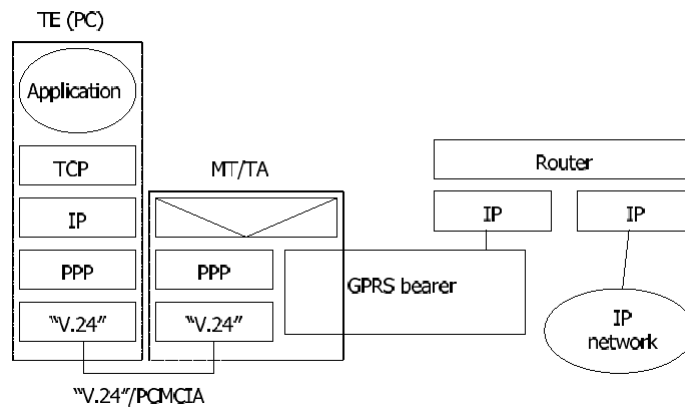 TE (PC)
Application
TCP
IP
PPP
"V.24"
MT/TA
PPP
"V.24"
"V.24"/PCMCIA
GPRS bearer
Router
IP
IP
IP
network